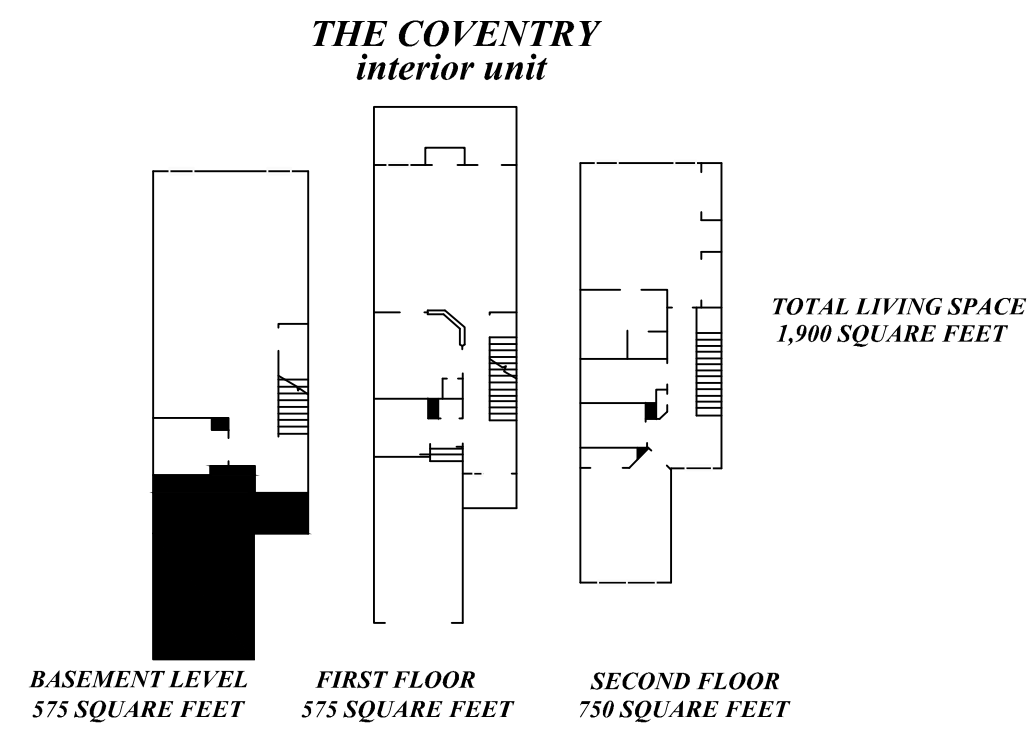 THE COVENTRY
interior unit
TOTAL LIVING SPACE
1,900 SQUARE FEET
BASEMENT LEVEL
575 SQUARE FEET
FIRST FLOOR
575 SQUARE FEET
SECOND FLOOR
750 SQUARE FEET